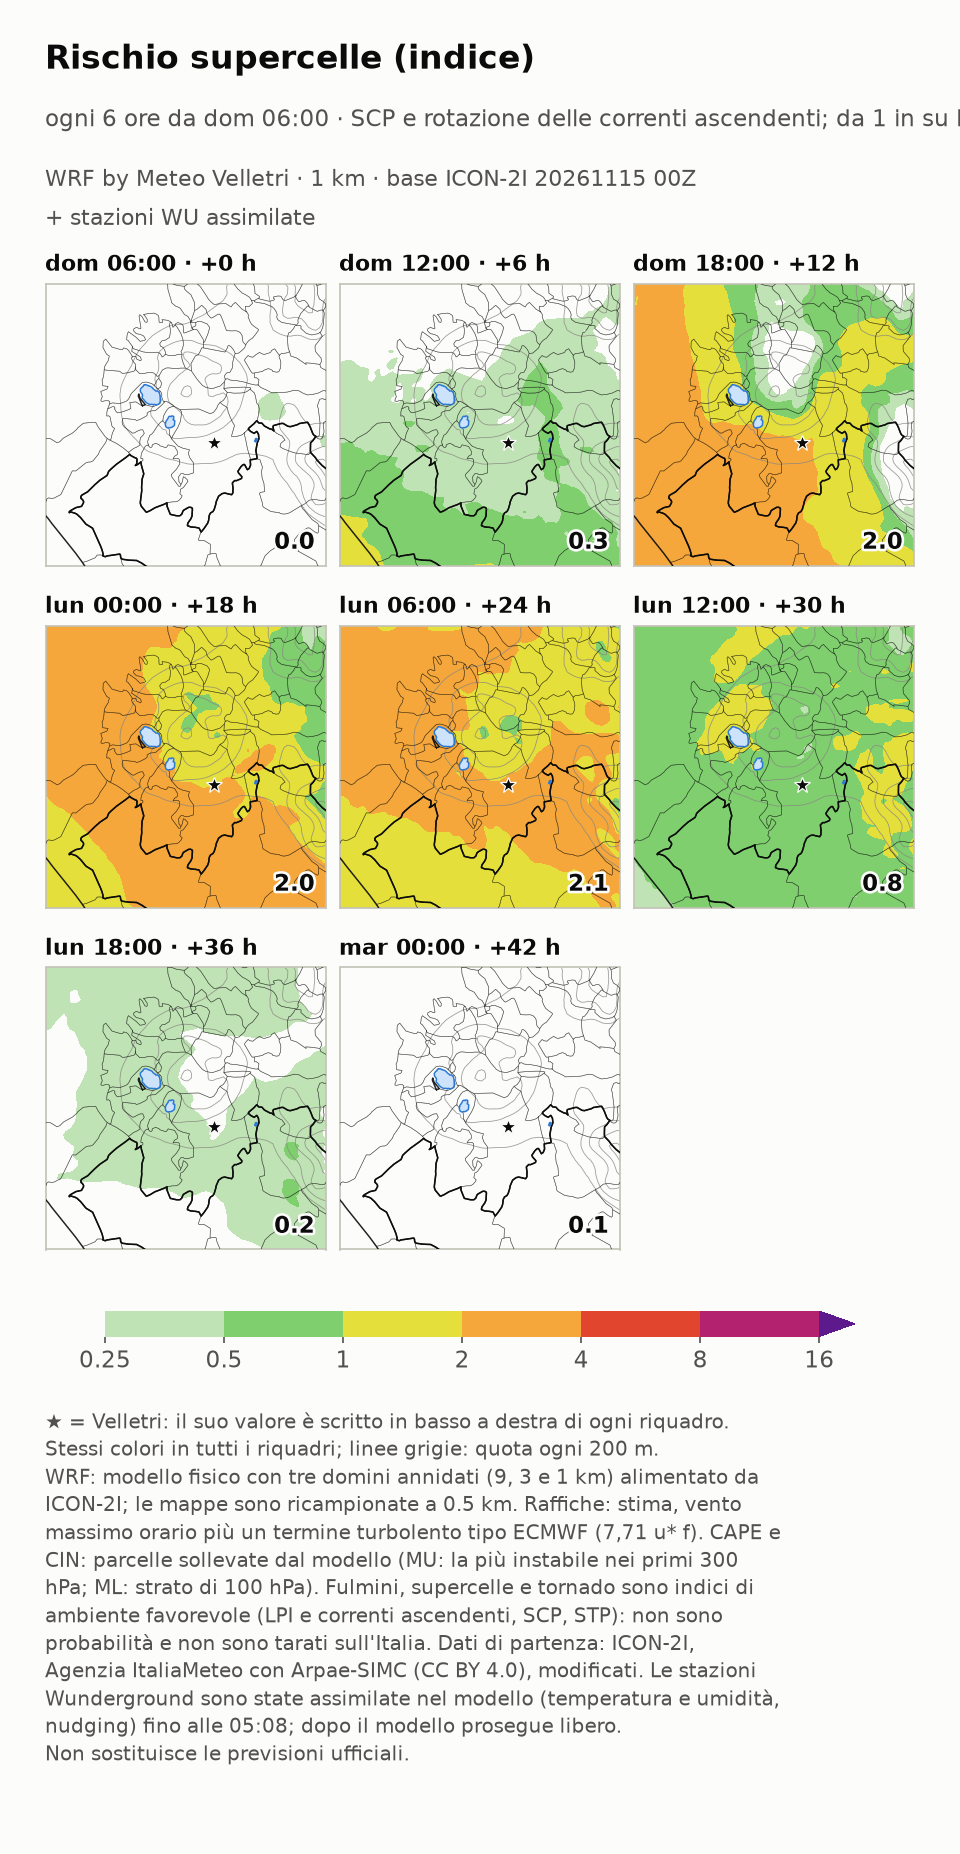 Rischio supercelle (indice)
ogni 6 ore da dom 06:00 · SCP e rotazione delle correnti ascendenti; da 1 in su
WRF by Meteo Velletri · 1 km · base ICON-2I 20261115 00Z
+ stazioni WU assimilate
dom 06:00 · +0 h
dom 12:00 · +6 h
dom 18:00 · +12 h
0.0
0.3
2.0
lun 00:00 · +18 h
lun 06:00 · +24 h
lun 12:00 · +30 h
2.0
2.1
0.8
lun 18:00 · +36 h
mar 00:00 · +42 h
0.2
0.1
0.25 0.5 1 2 4 8 16
★ = Velletri: il suo valore è scritto in basso a destra di ogni riquadro.
Stessi colori in tutti i riquadri; linee grigie: quota ogni 200 m.
WRF: modello fisico con tre domini annidati (9, 3 e 1 km) alimentato da
ICON-2I; le mappe sono ricampionate a 0.5 km. Raffiche: stima, vento
massimo orario più un termine turbolento tipo ECMWF (7,71 u* f). CAPE e
CIN: parcelle sollevate dal modello (MU: la più instabile nei primi 300
hPa; ML: strato di 100 hPa). Fulmini, supercelle e tornado sono indici di
ambiente favorevole (LPI e correnti ascendenti, SCP, STP): non sono
probabilità e non sono tarati sull'Italia. Dati di partenza: ICON-2I,
Agenzia ItaliaMeteo con Arpae-SIMC (CC BY 4.0), modificati. Le stazioni
Wunderground sono state assimilate nel modello (temperatura e umidità,
nudging) fino alle 05:08; dopo il modello prosegue libero.
Non sostituisce le previsioni ufficiali.